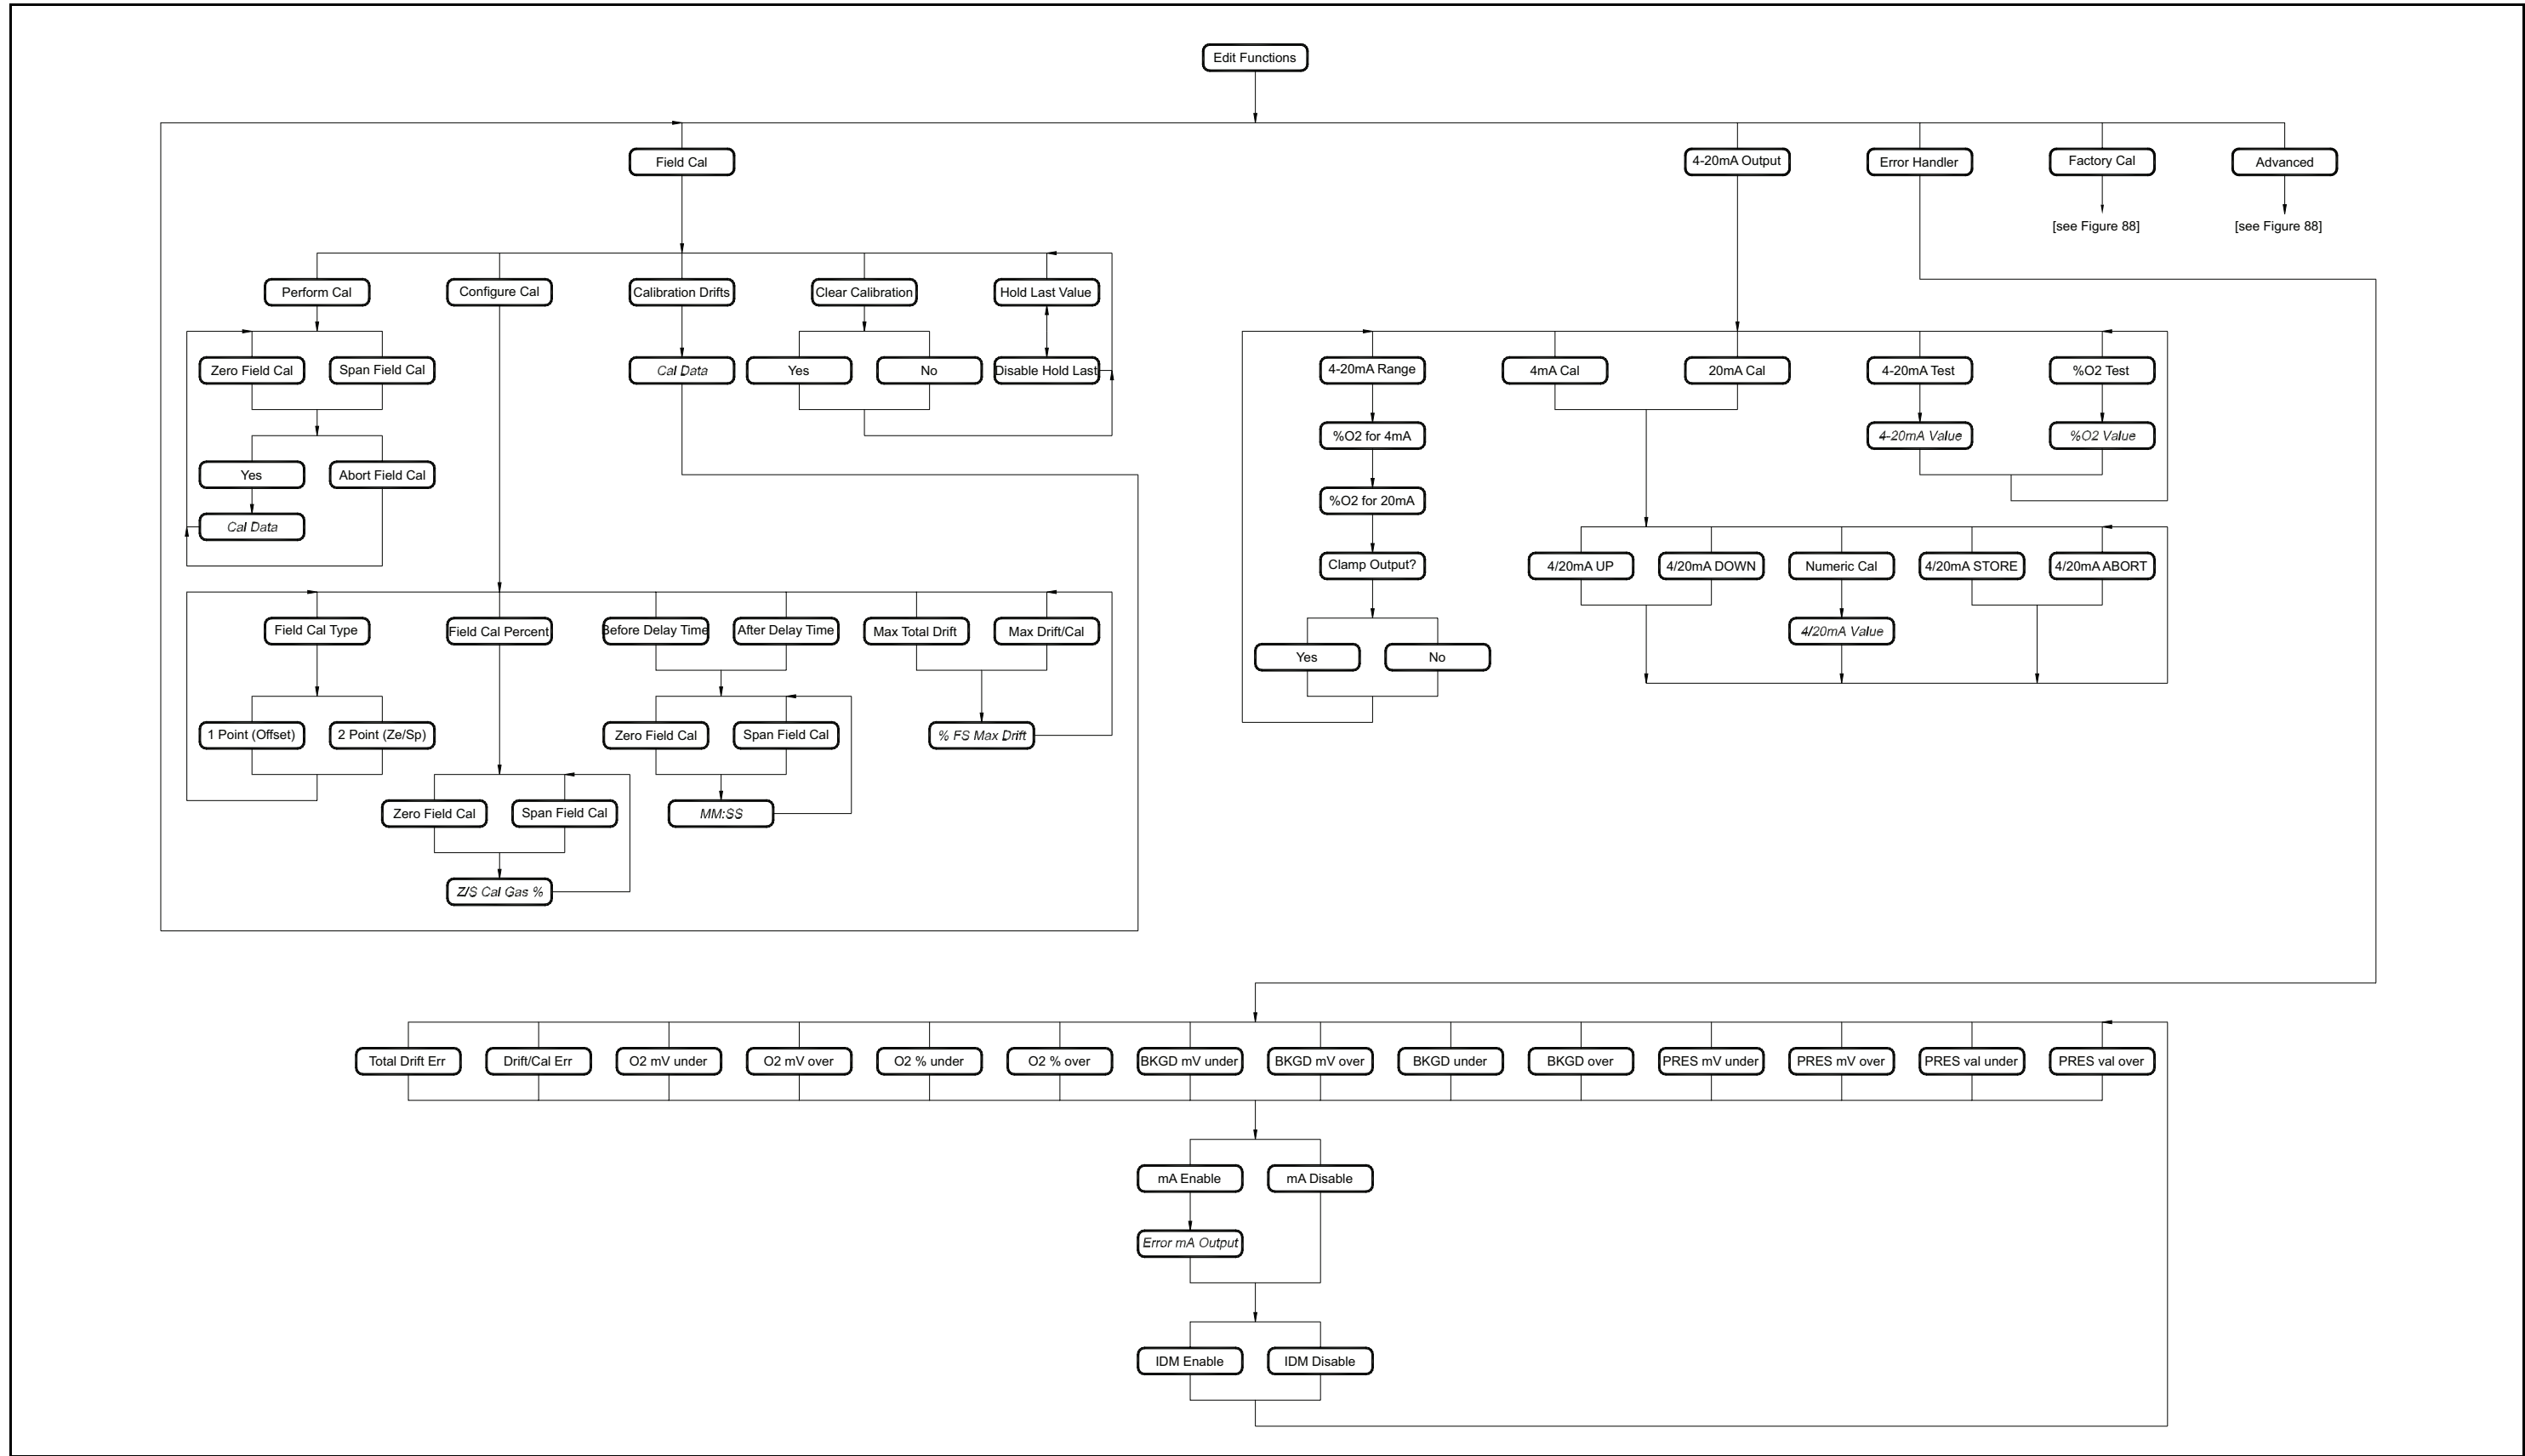 Edit Functions
Field Cal
4-20mA Output
Error Handler
Factory Cal
Advanced
[see Figure 88]
[see Figure 88]
Perform Cal
Configure Cal
Calibration Drifts
Clear Calibration
Hold Last Value
Zero Field Cal
Span Field Cal
Cal Data
Yes
No
Disable Hold Last
4-20mA Range
4mA Cal
20mA Cal
4-20mA Test
%O2 Test
%O2 for 4mA
4-20mA Value
%O2 Value
Yes
Abort Field Cal
%O2 for 20mA
Cal Data
Clamp Output?
4/20mA UP
4/20mA DOWN
Numeric Cal
4/20mA STORE
4/20mA ABORT
Field Cal Type
Field Cal Percent
Before Delay Time
After Delay Time
Max Total Drift
Max Drift/Cal
4/20mA Value
Yes
No
1 Point (Offset)
2 Point (Ze/Sp)
Zero Field Cal
Span Field Cal
% FS Max Drift
Zero Field Cal
Span Field Cal
MM:SS
Z/S Cal Gas %
Total Drift Err
Drift/Cal Err
O2 mV under
O2 mV over
O2 % under
O2 % over
BKGD mV under
BKGD mV over
BKGD under
BKGD over
PRES mV under
PRES mV over
PRES val under
PRES val over
mA Enable
mA Disable
Error mA Output
IDM Enable
IDM Disable